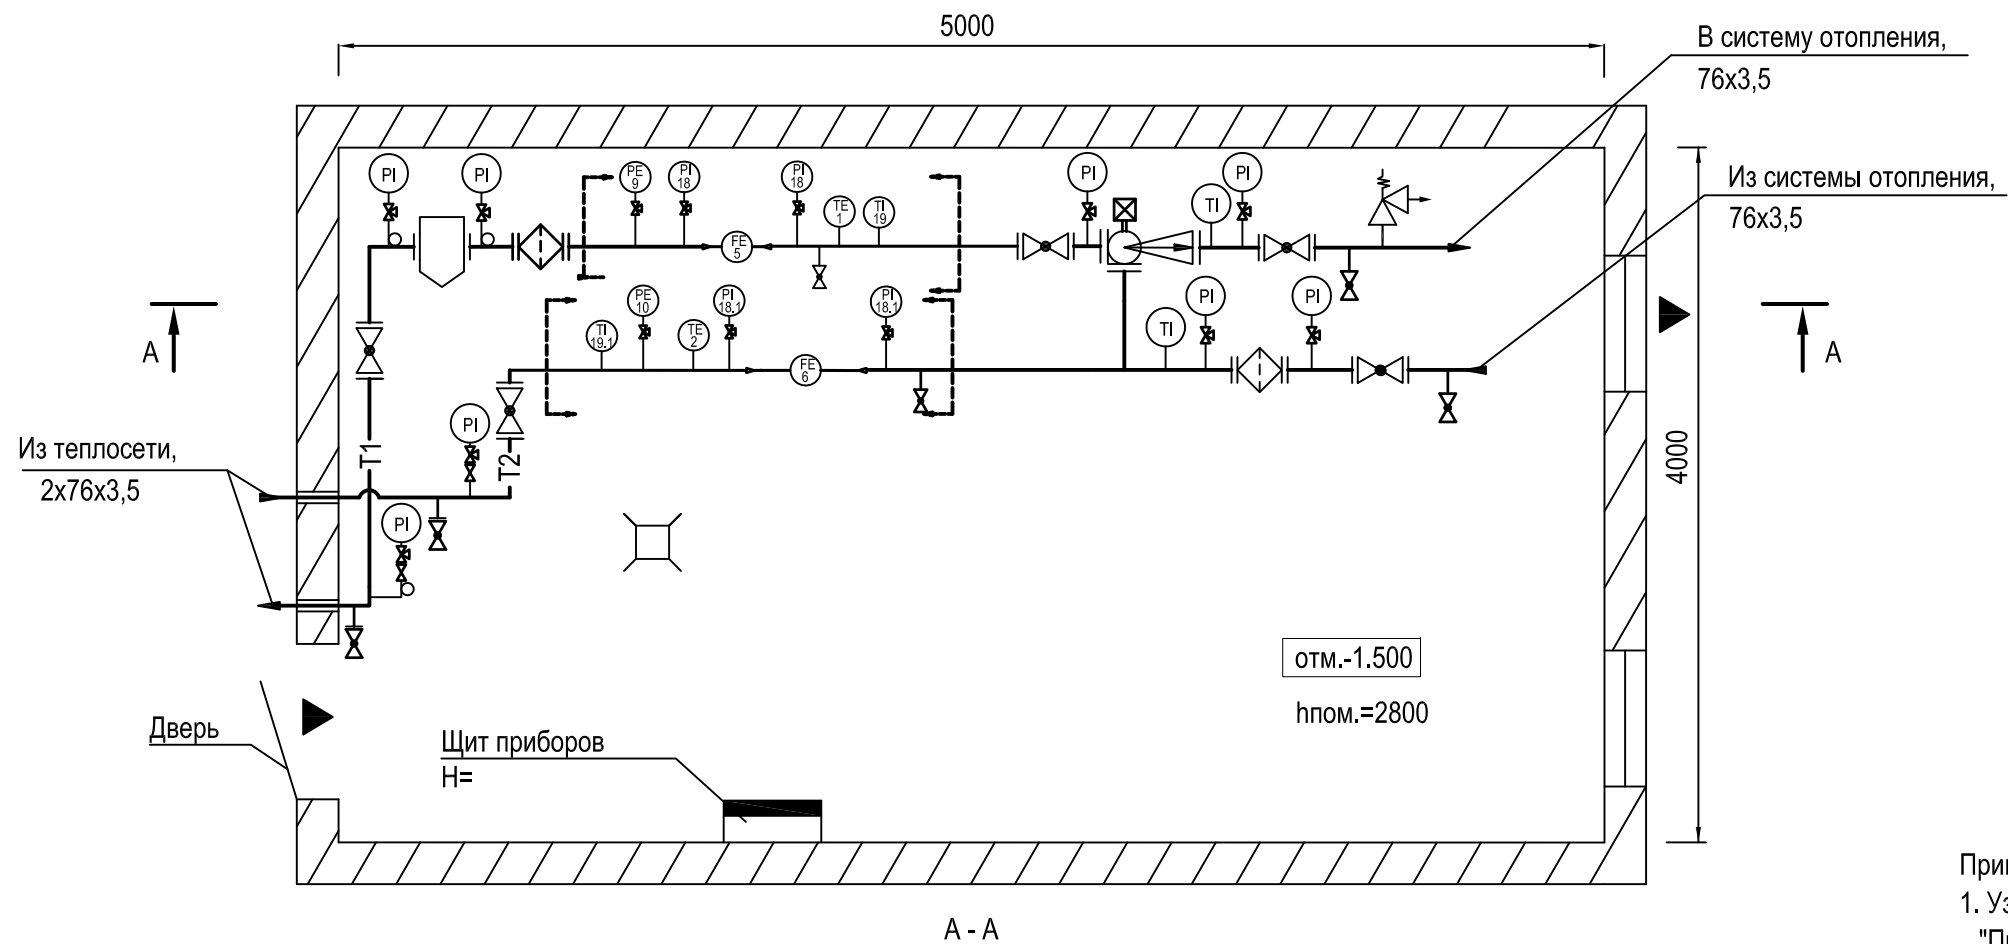 5000
В систему отопления,
76х3,5
Из системы отопления,
76х3,5
PI
PI
PE
9
PI
18
PI
18
TE
1
TI
19
FE
5
PI
TI
PI
TI
19.1
PE
10
TE
2
PI
18.1
FE
6
PI
18.1
TI
PI
PI
А
А
4000
Из теплосети,
2х76х3,5
Т1
Т2
PI
PI
отм.-1.500
hпом.=2800
Дверь
Щит приборов
Н=
А - А
1.